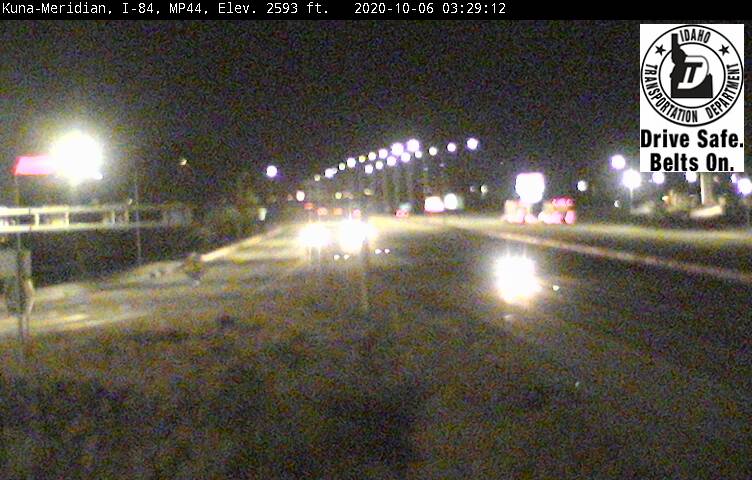 Kuna-Meridian, I-84, MP44, Elev. 2593 ft.   2020-10-06 03:29:12
IDAHO
TRANSPORTATION DEPARTMENT
Drive Safe.
Belts On.